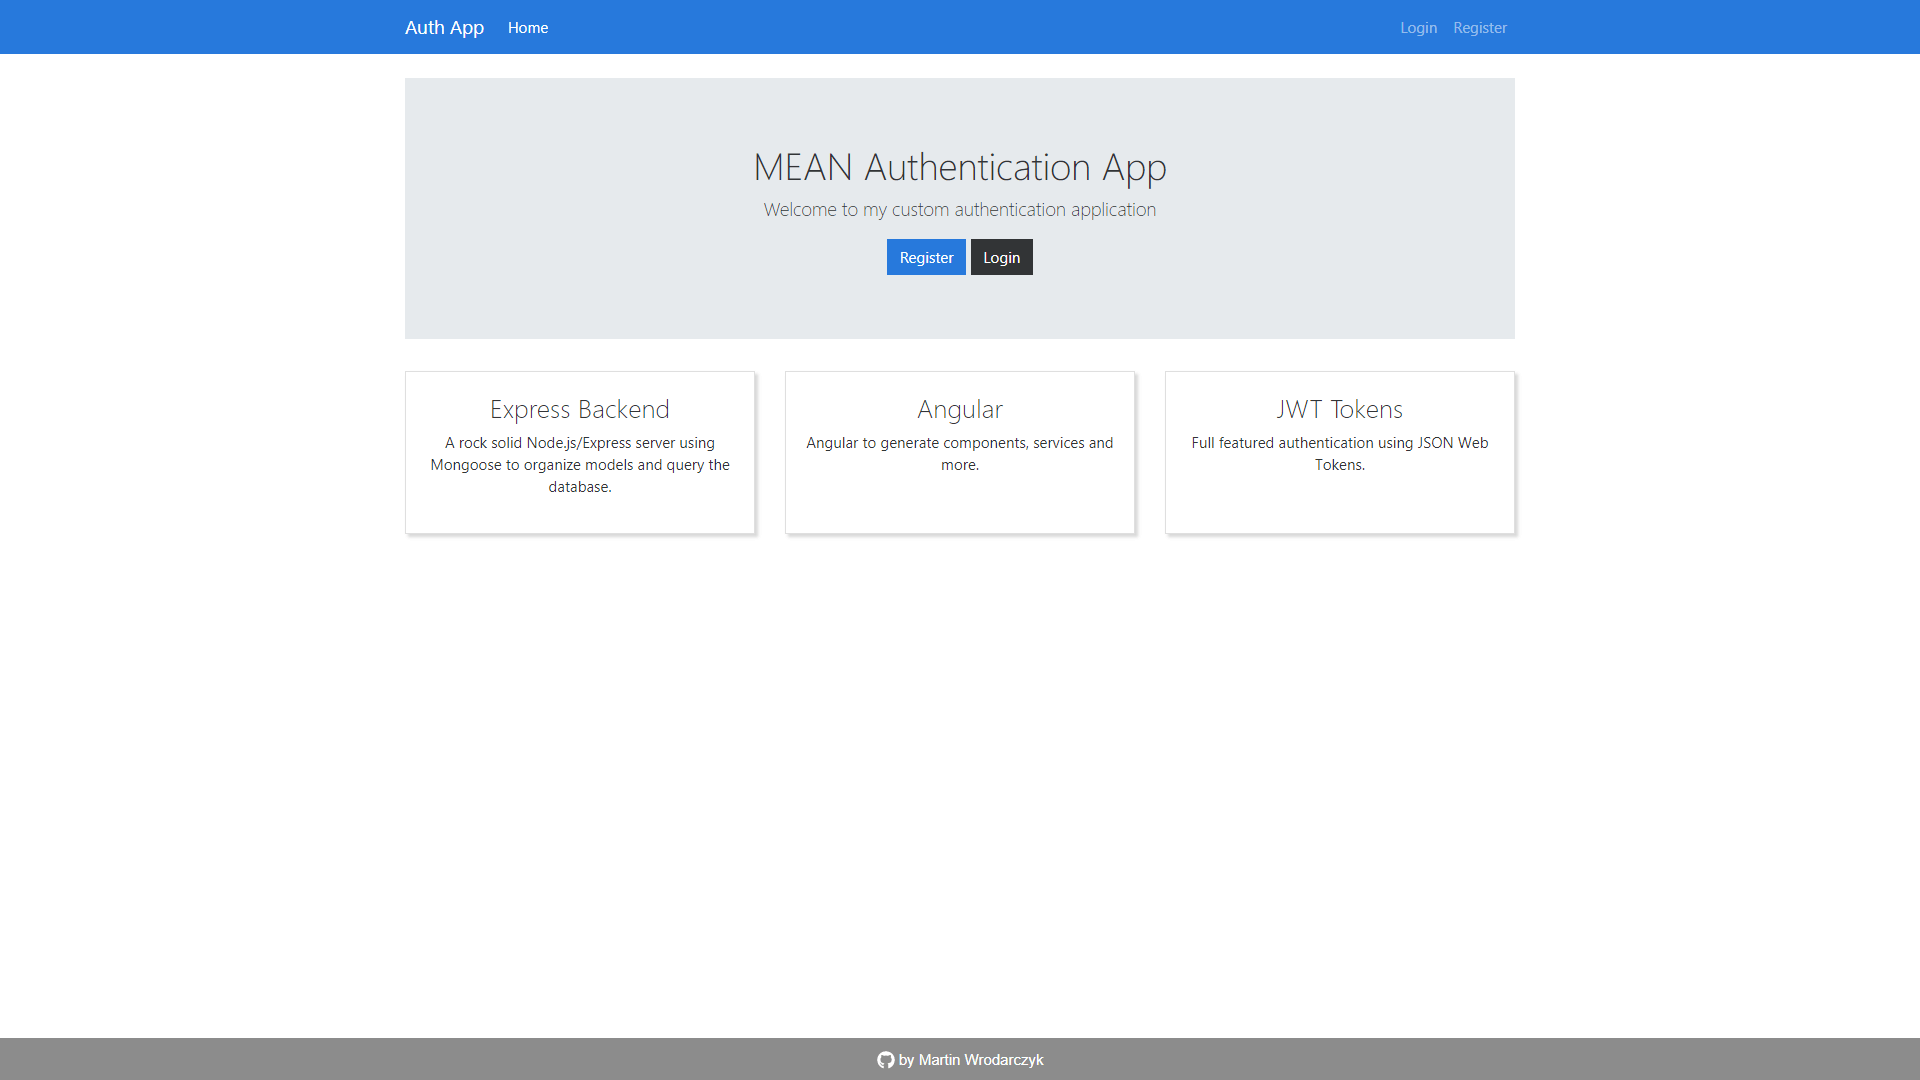 Auth App Home Login Register
MEAN Authentication App
Welcome to my custom authentication application
Register Login
Express Backend
A rock solid Node.js/Express server using
Mongoose to organize models and query the
database.
Angular
Angular to generate components, services and
more.
JWT Tokens
Full featured authentication using JSON Web
Tokens.
by Martin Wrodarczyk